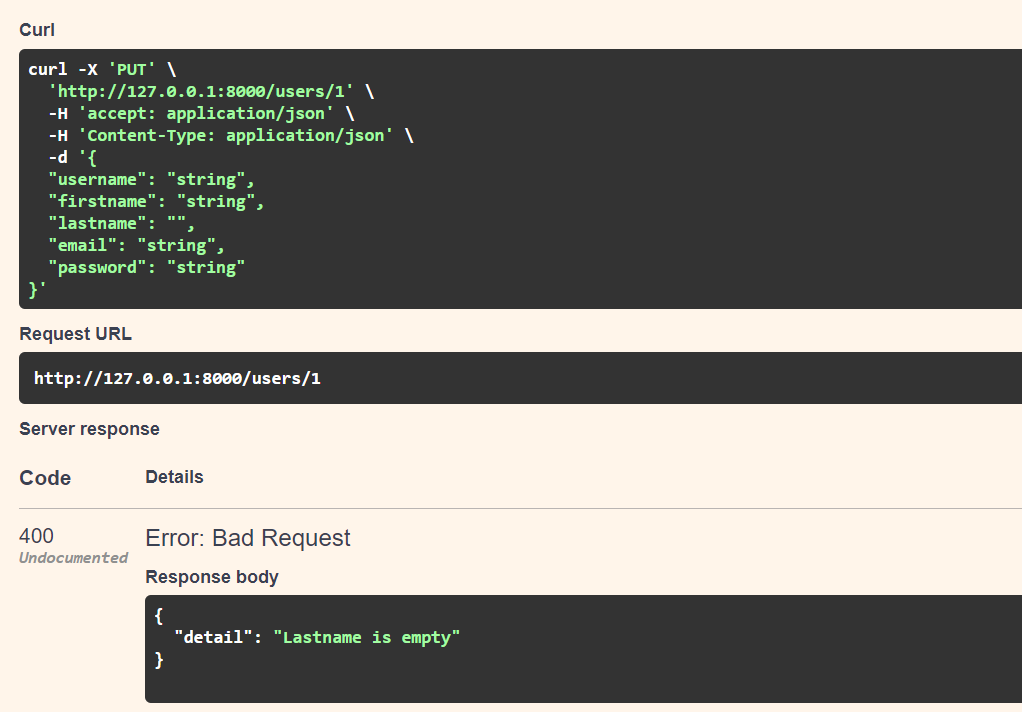 Curl
curl -X 'PUT' \
  'http://127.0.0.1:8000/users/1' \
  -H 'accept: application/json' \
  -H 'Content-Type: application/json' \
  -d '{
  "username": "string",
  "firstname": "string",
  "lastname": "",
  "email": "string",
  "password": "string"
}'
Request URL
http://127.0.0.1:8000/users/1
Server response
Code Details
400 Error: Bad Request
Undocumented
Response body
{
  "detail": "Lastname is empty"
}